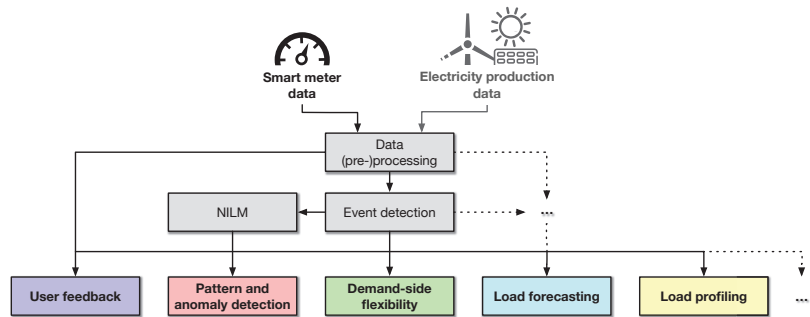 Smart meter
data
Electricity production
data
Data
(pre-)processing
NILM
Event detection
...
User feedback
Pattern and
anomaly detection
Demand-side
flexibility
Load forecasting
Load profiling
...